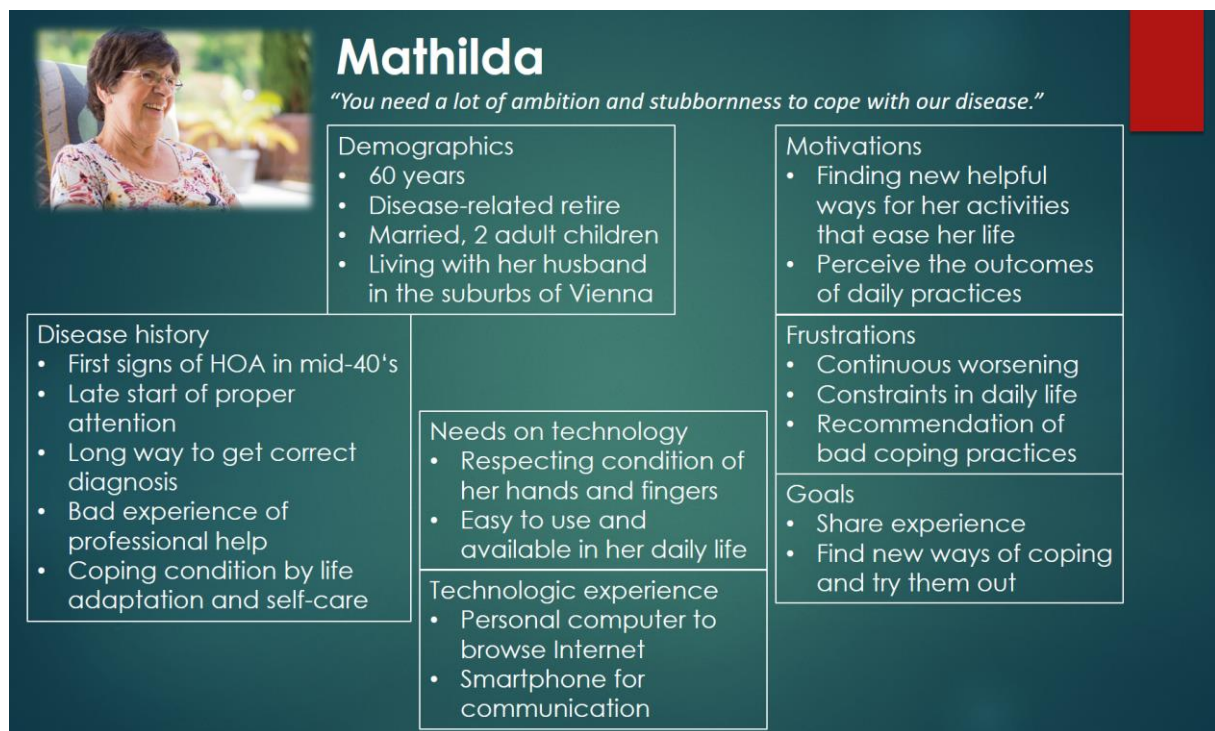 Mathilda
“You need a lot of ambition and stubbornness to cope with our disease.”
Demographics
• 60 years
• Disease-related retire
• Married, 2 adult children
• Living with her husband
in the suburbs of Vienna
Disease history
• First signs of HOA in mid-40‘s
• Late start of proper
attention
• Long way to get correct
diagnosis
• Bad experience of
professional help
• Coping condition by life
adaptation and self-care
Needs on technology
• Respecting condition of
her hands and fingers
• Easy to use and
available in her daily life
Technologic experience
• Personal computer to
browse Internet
• Smartphone for
communication
Motivations
• Finding new helpful
ways for her activities
that ease her life
• Perceive the outcomes
of daily practices
Frustrations
• Continuous worsening
• Constraints in daily life
• Recommendation of
bad coping practices
Goals
• Share experience
• Find new ways of coping
and try them out